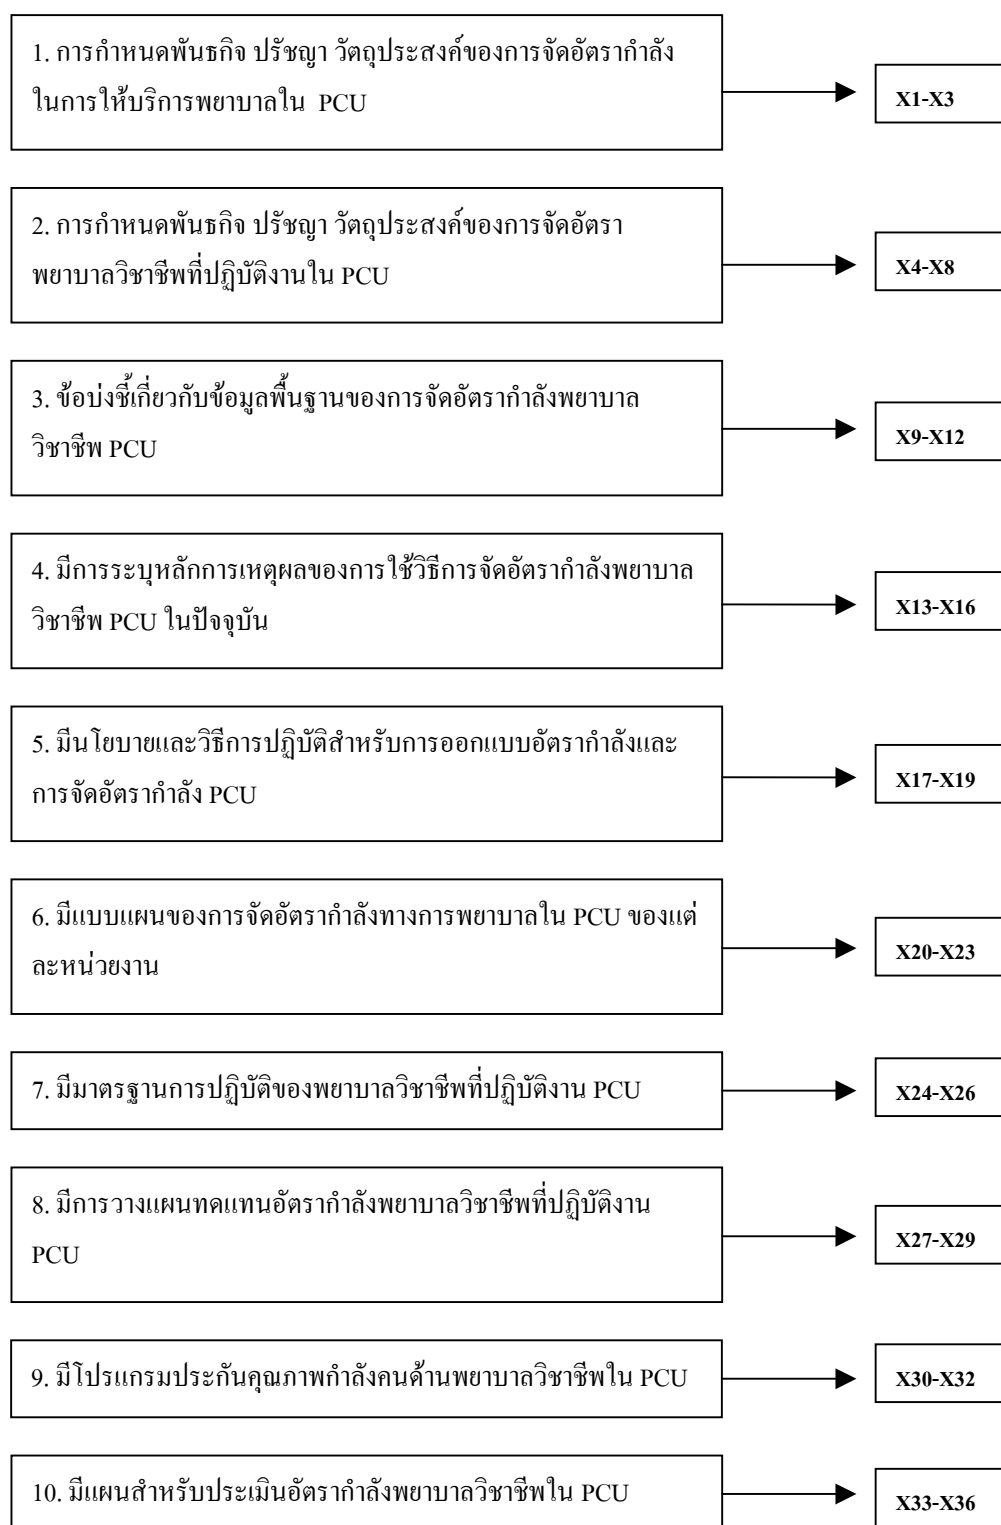 1. การกำหนดพันธกิจ ปรัชญา วัตถุประสงค์ของการจัดอัตรากำลัง
ในการให้บริการพยาบาลใน PCU
X1-X3
2. การกำหนดพันธกิจ ปรัชญา วัตถุประสงค์ของการจัดอัตรา
พยาบาลวิชาชีพที่ปฏิบัติงานใน PCU
X4-X8
3. ข้อบ่งชี้เกี่ยวกับข้อมูลพื้นฐานของการจัดอัตรากำลังพยาบาล
วิชาชีพ PCU
X9-X12
4. มีการระบุหลักการเหตุผลของการใช้วิธีการจัดอัตรากำลังพยาบาล
วิชาชีพ PCU ในปัจจุบัน
X13-X16
5. มีนโยบายและวิธีการปฏิบัติสำหรับการออกแบบอัตรากำลังและ
การจัดอัตรากำลัง PCU
X17-X19
6. มีแบบแผนของการจัดอัตรากำลังทางการพยาบาลใน PCU ของแต่
ละหน่วยงาน
X20-X23
7. มีมาตรฐานการปฏิบัติของพยาบาลวิชาชีพที่ปฏิบัติงาน PCU
X24-X26
8. มีการวางแผนทดแทนอัตรากำลังพยาบาลวิชาชีพที่ปฏิบัติงาน
PCU
X27-X29
9. มีโปรแกรมประกันคุณภาพกำลังคนด้านพยาบาลวิชาชีพใน PCU
X30-X32
10. มีแผนสำหรับประเมินอัตรากำลังพยาบาลวิชาชีพใน PCU
X33-X36